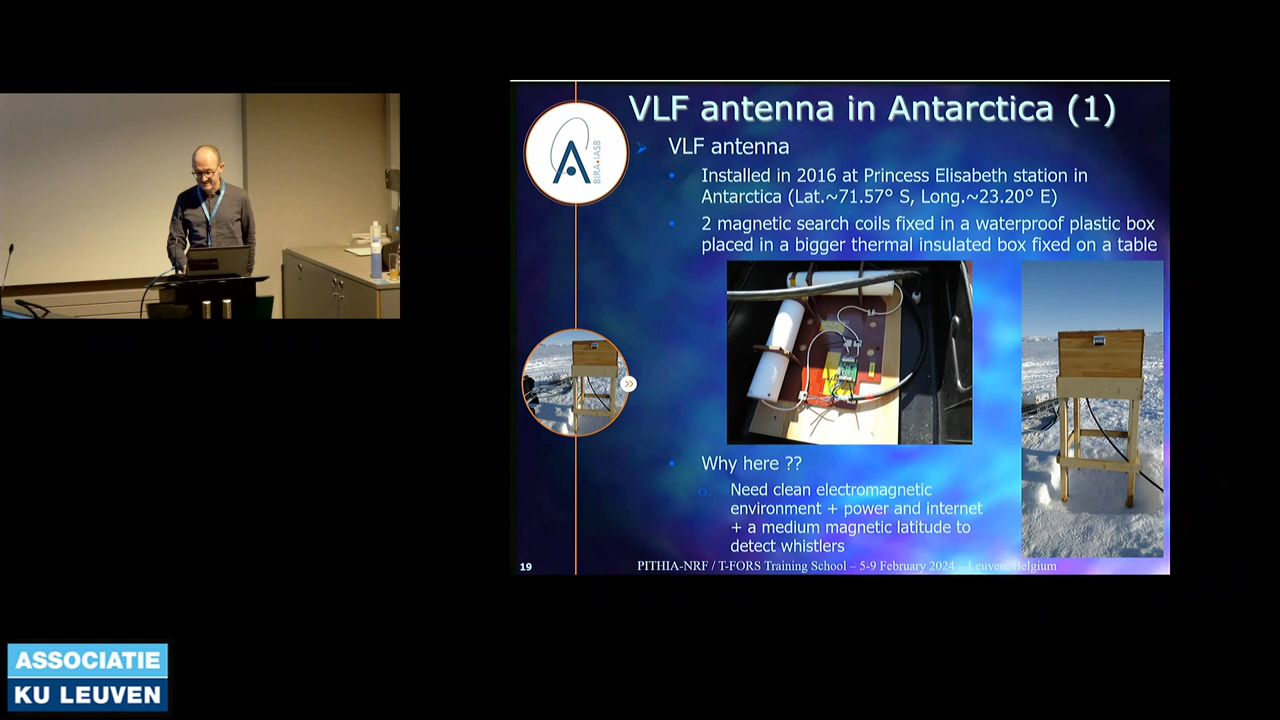 VLF antenna in Antarctica (1)
BIRA•IASB
VLF antenna
Installed in 2016 at Princess Elisabeth station in
Antarctica (Lat.~71.57° S, Long.~23.20° E)
2 magnetic search coils fixed in a waterproof plastic box
placed in a bigger thermal insulated box fixed on a table
Why here ??
Need clean electromagnetic
environment + power and internet
+ a medium magnetic latitude to
detect whistlers
19
PITHIA-NRF / T-FORS Training School – 5-9 February 2024 – Leuven, Belgium
ASSOCIATIE
KU LEUVEN